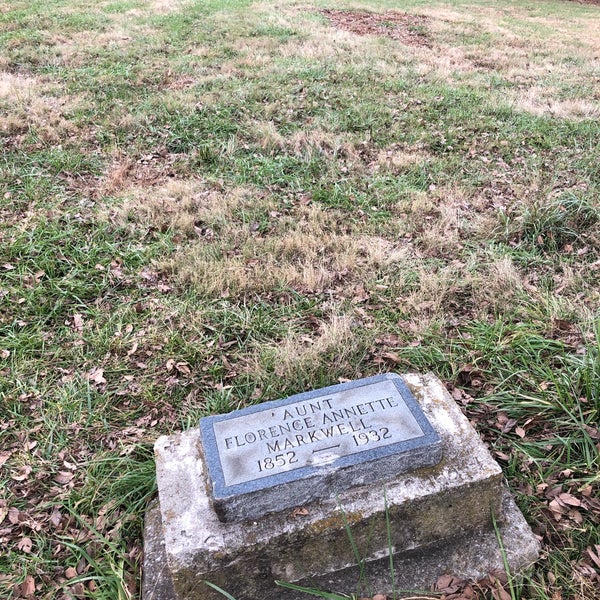 AUNT
FLORENCE ANNETTE
MARKWELL
1852 — 1932